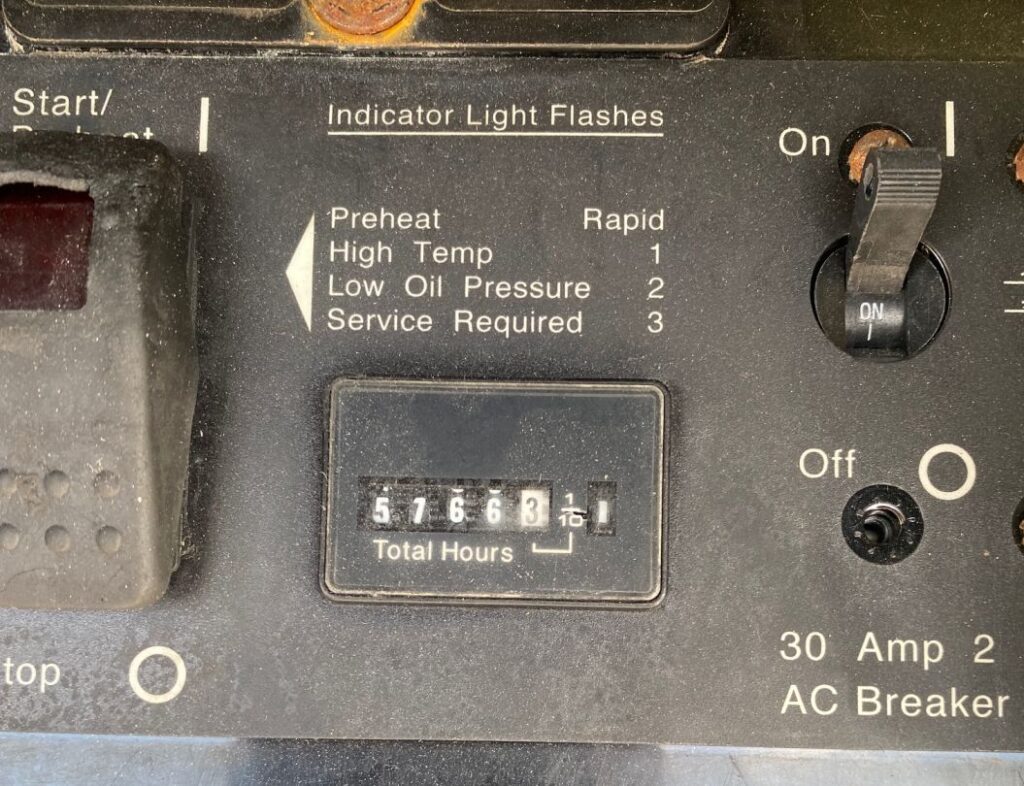 Start/
Indicator Light Flashes
On
Preheat Rapid
High Temp 1
Low Oil Pressure 2
Service Required 3
ON
Off
5 7 6 6 3 1/10
Total Hours
30 Amp 2
top
AC Breaker